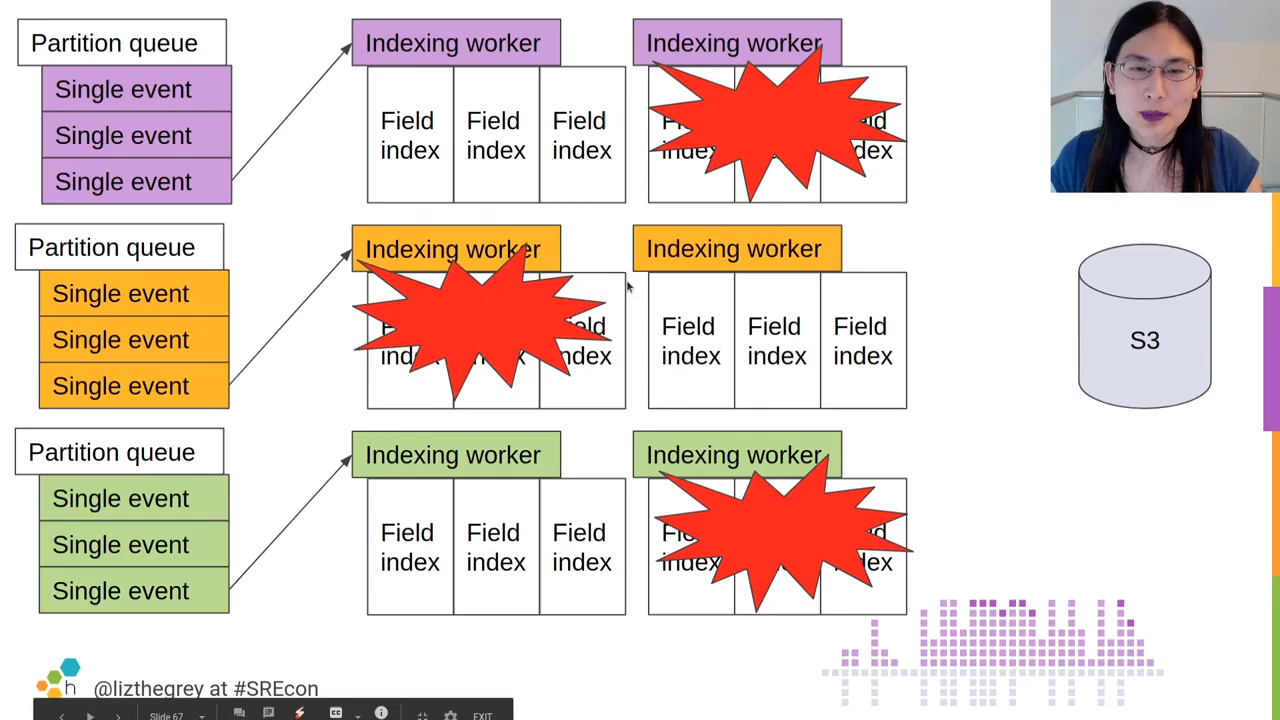 Partition queue
Single event
Single event
Single event
Indexing worker
Field index
Field index
Field index
Indexing worker
index
Partition queue
Single event
Single event
Single event
Indexing worker
Indexing worker
Field index
Field index
Field index
S3
Partition queue
Single event
Single event
Single event
Indexing worker
Field index
Field index
Field index
Indexing worker
index
h
@lizthegrey at #SREcon
Slide 67
CC
EXIT